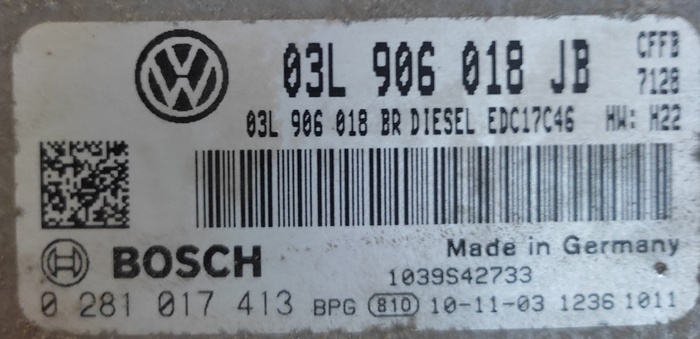 03L 906 018 JB
CFFB
7128
03L 906 018 BR DIESEL EDC17C46 HW: H22
Made in Germany
BOSCH
1039S42733
0 281 017 413 BPG 810 10-11-03 1236 1011